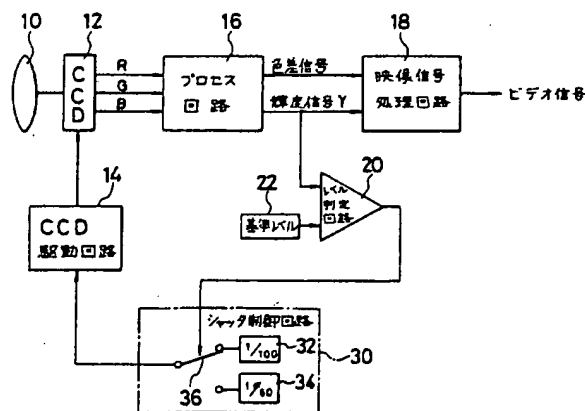 10
12
16
18
CCD
R
G
B
プロセス
回路
色差信号
輝度信号Y
映像信号
処理回路
ビデオ信号
14
CCD
駆動回路
22
基準レベル
レベル
判定
回路
20
シャッタ制御回路
1/100
32
30
1/60
34
36